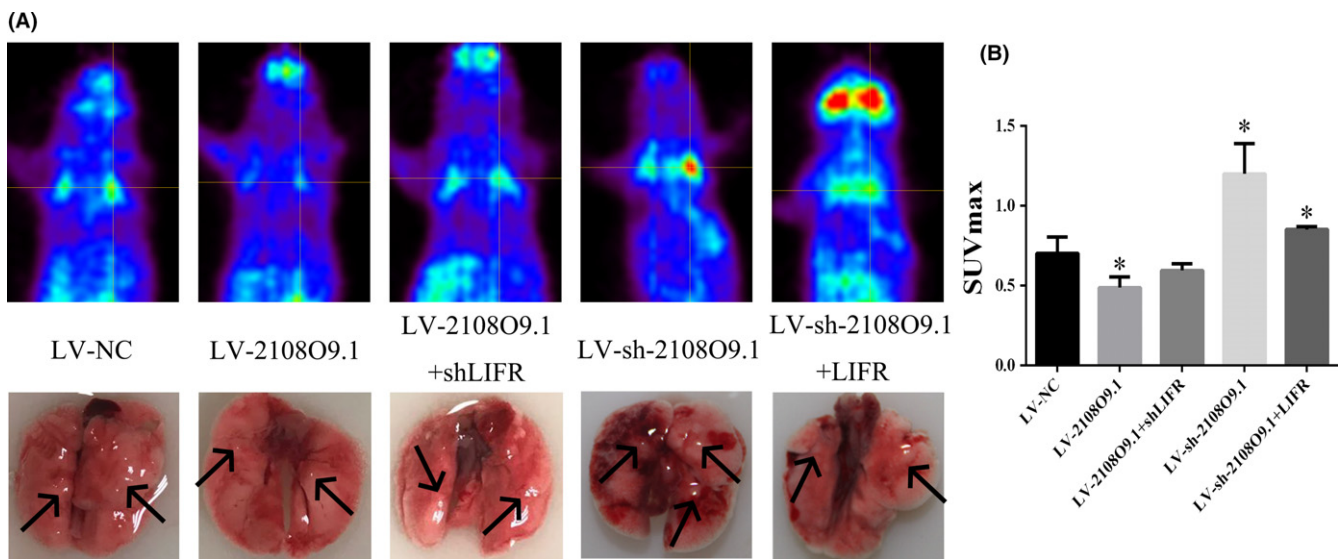 (A)
LV-NC
LV-2108O9.1
LV-2108O9.1
+shLIFR
LV-sh-2108O9.1
LV-sh-2108O9.1
+LIFR
(B)
SUVmax
1.5
1.0
0.5
0.0
*
*
*
LV-NC
LV-2108O9.1
LV-2108O9.1+shLIFR
LV-sh-2108O9.1
LV-sh-2108O9.1+LIFR